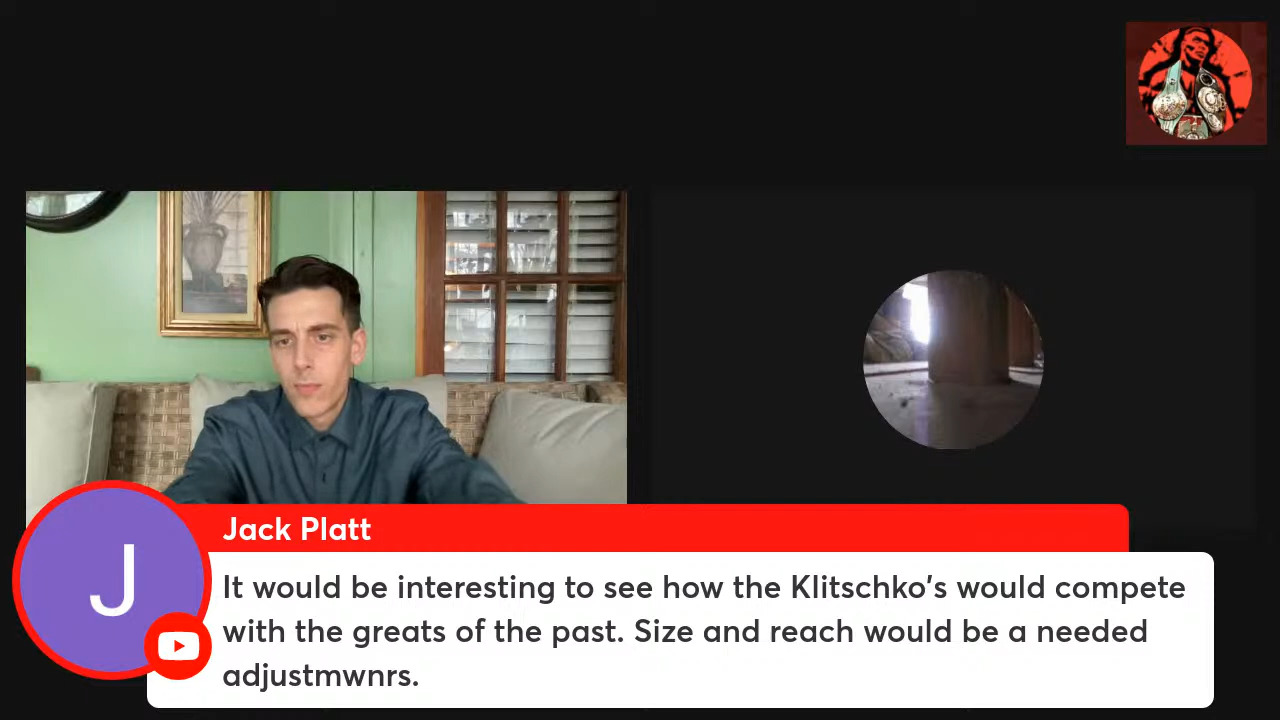 Jack Platt
It would be interesting to see how the Klitschko's would compete
with the greats of the past. Size and reach would be a needed
adjustmwnrs.
J